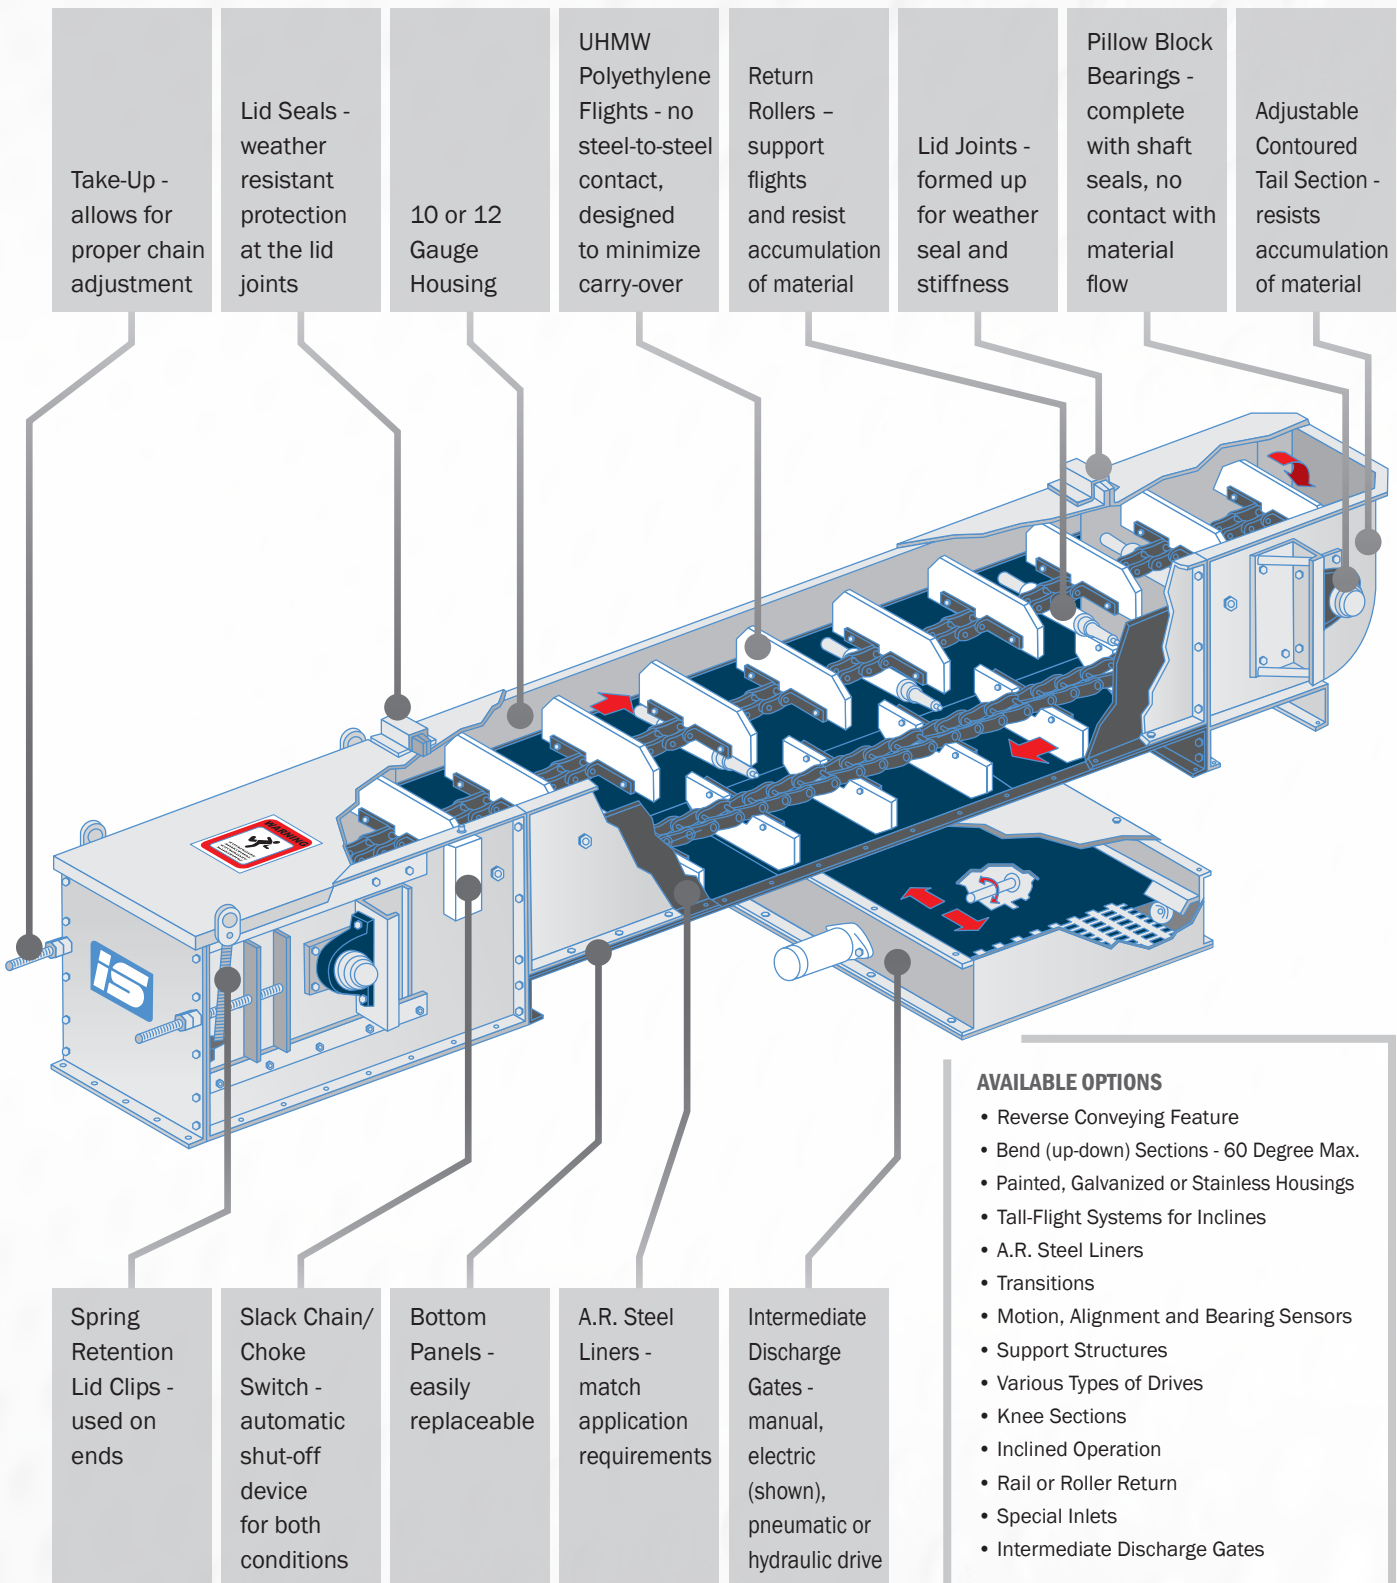 Take-Up -
allows for
proper chain
adjustment
Lid Seals -
weather
resistant
protection
at the lid
joints
10 or 12
Gauge
Housing
UHMW
Polyethylene
Flights - no
steel-to-steel
contact,
designed
to minimize
carry-over
Return
Rollers –
support
flights
and resist
accumulation
of material
Lid Joints -
formed up
for weather
seal and
stiffness
Pillow Block
Bearings -
complete
with shaft
seals, no
contact with
material
flow
Adjustable
Contoured
Tail Section -
resists
accumulation
of material
WARNING
iS
Spring
Retention
Lid Clips -
used on
ends
Slack Chain/
Choke
Switch -
automatic
shut-off
device
for both
conditions
Bottom
Panels -
easily
replaceable
A.R. Steel
Liners -
match
application
requirements
Intermediate
Discharge
Gates -
manual,
electric
(shown),
pneumatic or
hydraulic drive
AVAILABLE OPTIONS
• Reverse Conveying Feature
• Bend (up-down) Sections - 60 Degree Max.
• Painted, Galvanized or Stainless Housings
• Tall-Flight Systems for Inclines
• A.R. Steel Liners
• Transitions
• Motion, Alignment and Bearing Sensors
• Support Structures
• Various Types of Drives
• Knee Sections
• Inclined Operation
• Rail or Roller Return
• Special Inlets
• Intermediate Discharge Gates